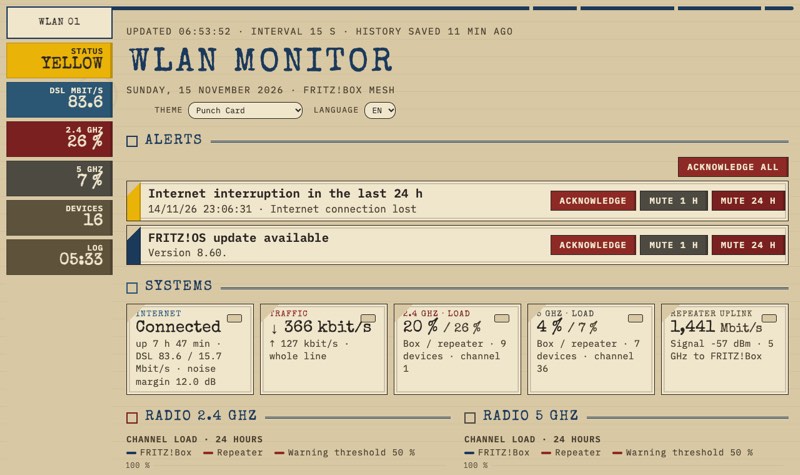 WLAN 01
STATUS
YELLOW
DSL MBIT/S
83.6
2.4 GHZ
26 %
5 GHZ
7 %
DEVICES
16
LOG
05:33
UPDATED 06:53:52 · INTERVAL 15 S · HISTORY SAVED 11 MIN AGO
WLAN MONITOR
SUNDAY, 15 NOVEMBER 2026 · FRITZ!BOX MESH
THEME Punch Card LANGUAGE EN
ALERTS
ACKNOWLEDGE ALL
Internet interruption in the last 24 h
14/11/26 23:06:31 · Internet connection lost
ACKNOWLEDGE MUTE 1 H MUTE 24 H
FRITZ!OS update available
Version 8.60.
ACKNOWLEDGE MUTE 1 H MUTE 24 H
SYSTEMS
INTERNET
Connected
up 7 h 47 min ·
DSL 83.6 / 15.7
Mbit/s · noise
margin 12.0 dB
TRAFFIC
↓ 366 kbit/s
↑ 127 kbit/s ·
whole line
2.4 GHZ · LOAD
20 % / 26 %
Box / repeater · 9
devices · channel
1
5 GHZ · LOAD
4 % / 7 %
Box / repeater · 7
devices · channel
36
REPEATER UPLINK
1,441 Mbit/s
Signal -57 dBm · 5
GHz to FRITZ!Box
RADIO 2.4 GHZ
CHANNEL LOAD · 24 HOURS
FRITZ!Box Repeater Warning threshold 50 %
100 %
RADIO 5 GHZ
CHANNEL LOAD · 24 HOURS
FRITZ!Box Repeater Warning threshold 50 %
100 %